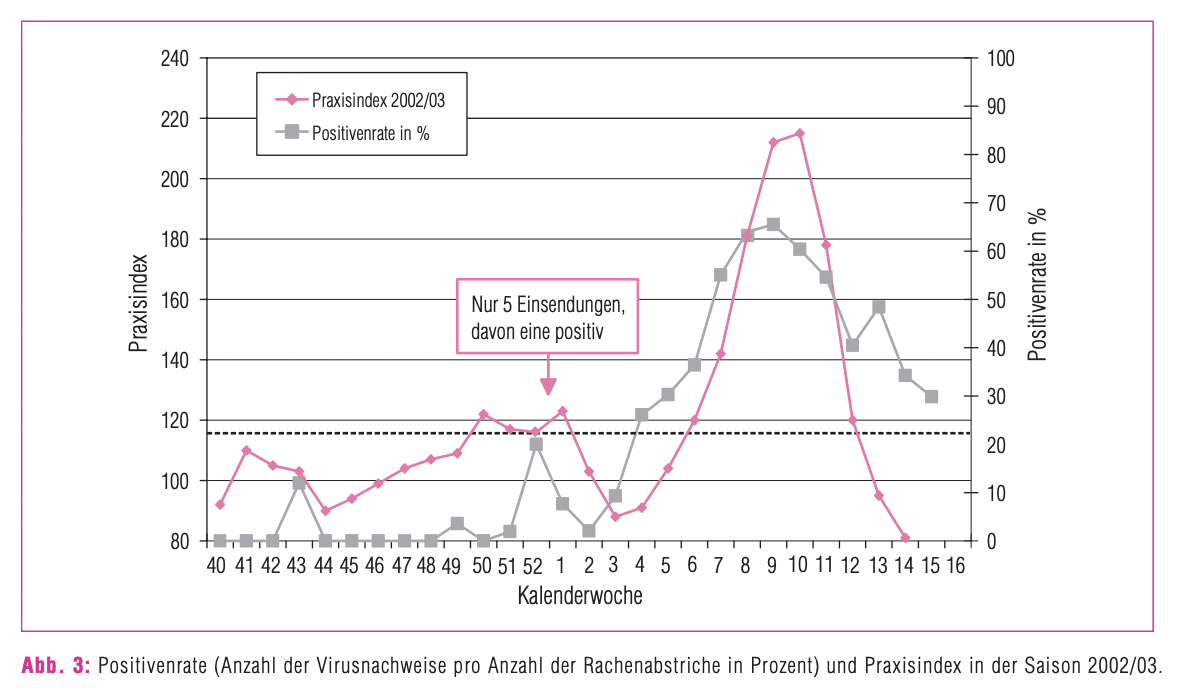 240
220
200
180
160
140
120
100
80
Praxisindex
Praxisindex 2002/03
Positivenrate in %
Nur 5 Einsendungen,
davon eine positiv
100
90
80
70
60
50
40
30
20
10
0
Positivenrate in %
40 41 42 43 44 45 46 47 48 49 50 51 52 1 2 3 4 5 6 7 8 9 10 11 12 13 14 15 16
Kalenderwoche
Abb. 3: Positivenrate (Anzahl der Virusnachweise pro Anzahl der Rachenabstriche in Prozent) und Praxisindex in der Saison 2002/03.